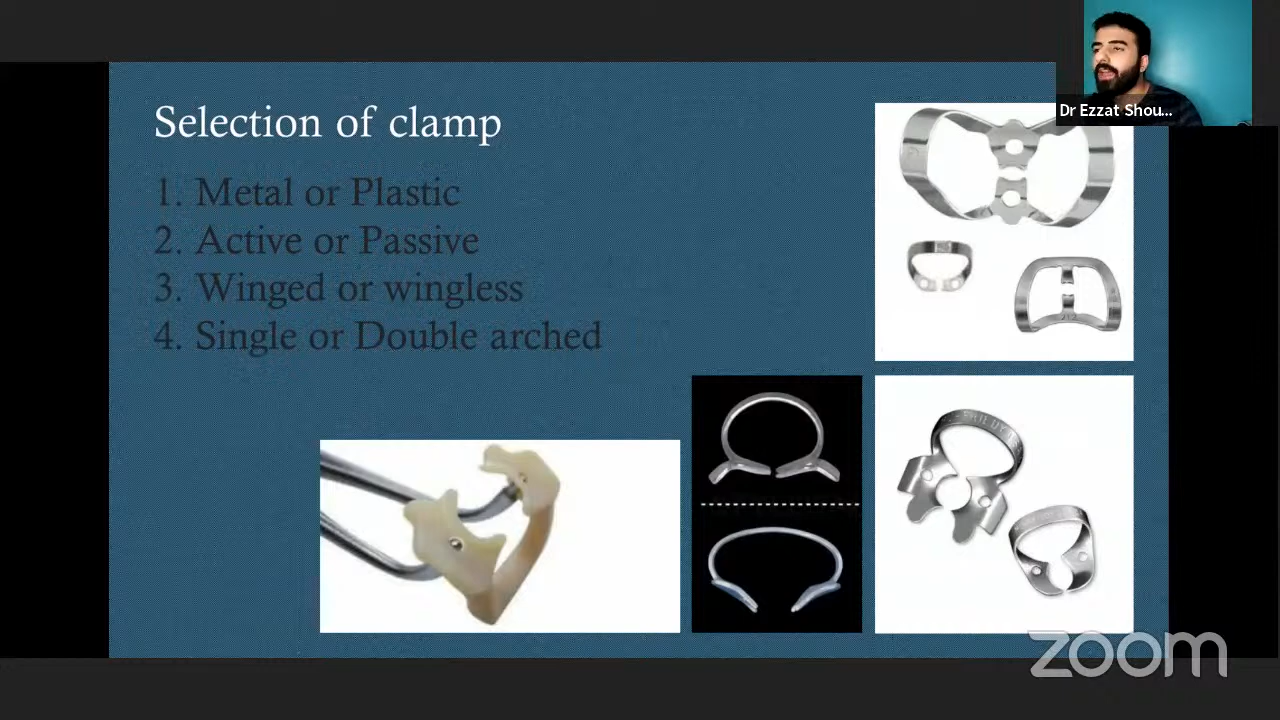 Dr Ezzat Shou...
Selection of clamp
1. Metal or Plastic
2. Active or Passive
3. Winged or wingless
4. Single or Double arched
zoom